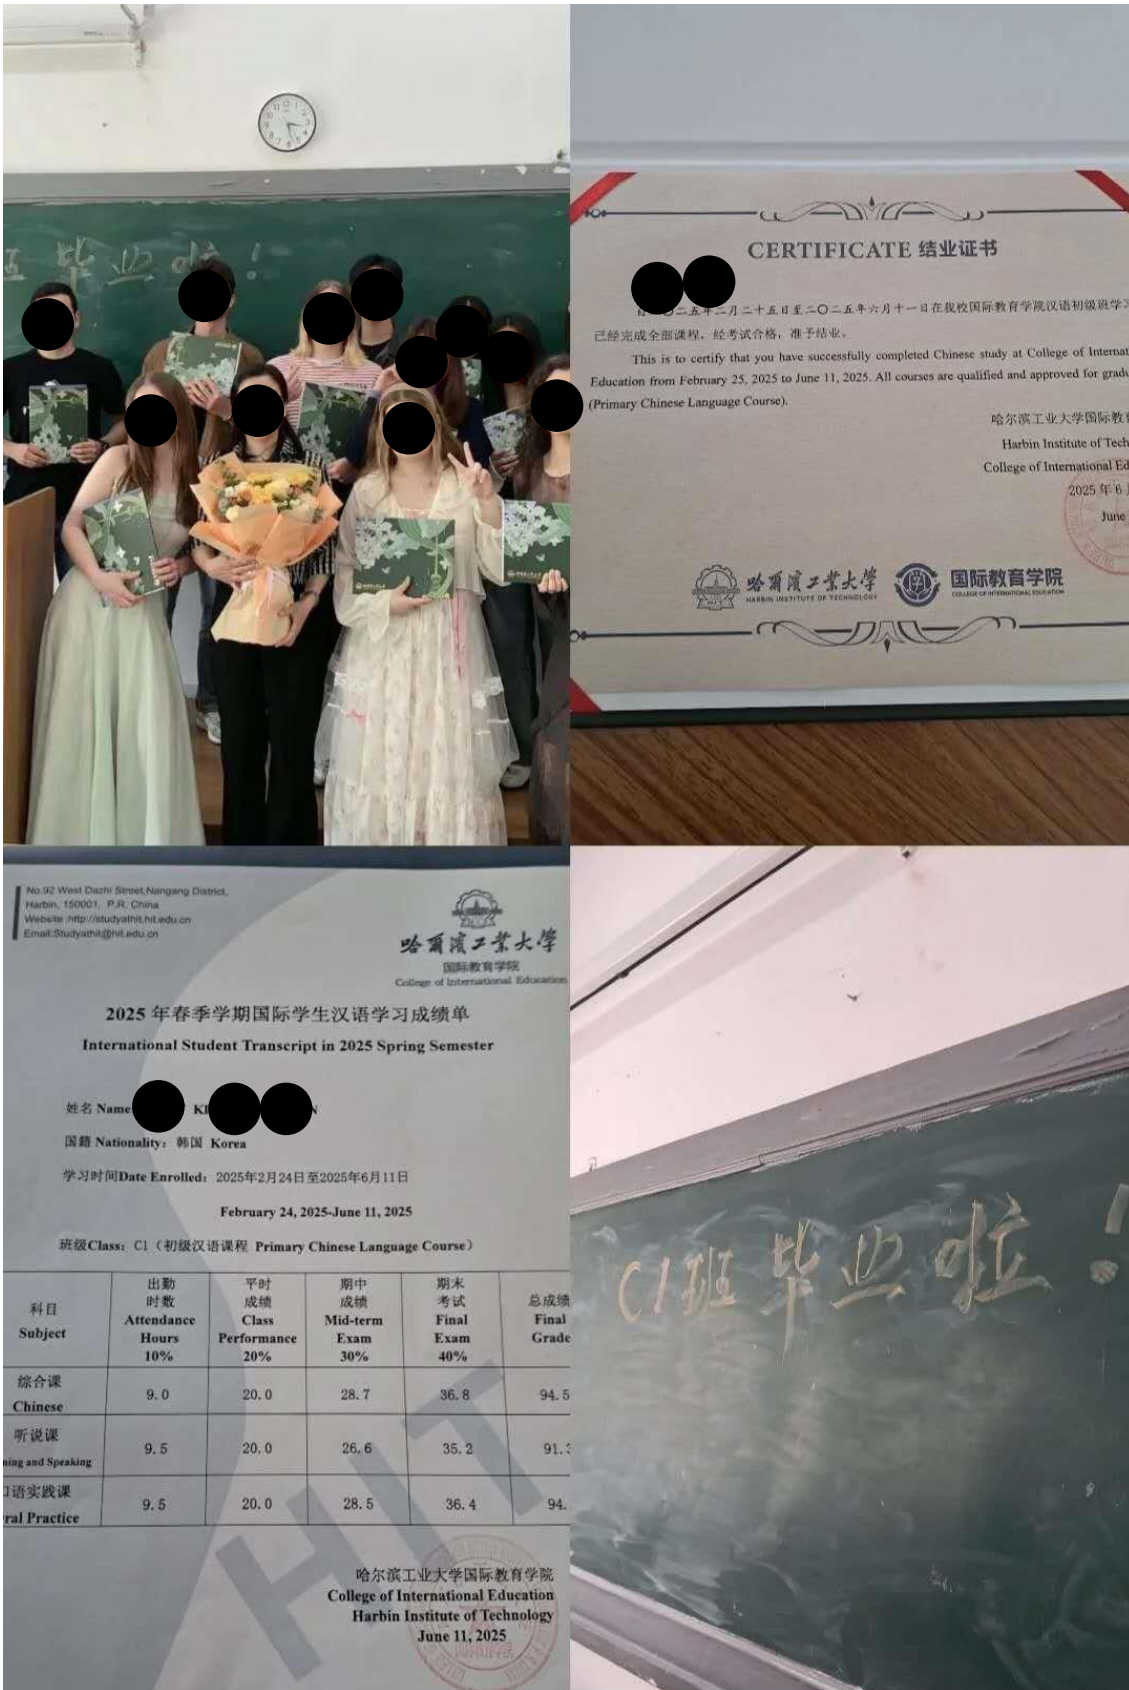 班 毕 业 啦 ！
CERTIFICATE 结业证书
自二〇二五年二月二十五日至二〇二五年六月十一日在我校国际教育学院汉语初级班学习
已经完成全部课程，经考试合格，准予结业。
This is to certify that you have successfully completed Chinese study at College of Internat
Education from February 25, 2025 to June 11, 2025. All courses are qualified and approved for gradu
(Primary Chinese Language Course).
哈尔滨工业大学国际教育
Harbin Institute of Tech
College of International Ed
2025 年 6 月
June
哈尔滨工业大学
HARBIN INSTITUTE OF TECHNOLOGY
国际教育学院
COLLEGE OF INTERNATIONAL EDUCATION
No.92 West Dazhi Street,Nangang District,
Harbin, 150001, P.R. China
Website:http://studyathit.hit.edu.cn
Email:Studyathit@hit.edu.cn
哈尔滨工业大学
国际教育学院
College of International Education
2025 年春季学期国际学生汉语学习成绩单
International Student Transcript in 2025 Spring Semester
姓名 Name
国籍 Nationality: 韩国 Korea
学习时间Date Enrolled: 2025年2月24日至2025年6月11日
February 24, 2025-June 11, 2025
班级Class: C1（初级汉语课程 Primary Chinese Language Course）
科目 Subject 出勤时数 Attendance Hours 10% 平时成绩 Class Performance 20% 期中成绩 Mid-term Exam 30% 期末考试 Final Exam 40% 总成绩 Final Grade
综合课 Chinese 9.0 20.0 28.7 36.8 94.5
听说课 ning and Speaking 9.5 20.0 26.6 35.2 91.3
口语实践课 ral Practice 9.5 20.0 28.5 36.4 94.
HIT
哈尔滨工业大学国际教育学院
College of International Education
Harbin Institute of Technology
June 11, 2025
C1班 毕 业 啦 ！